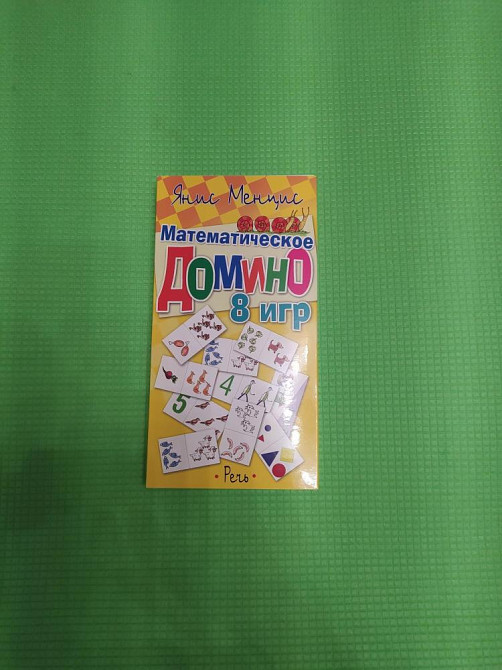 Янис Менцис
Математическое
ДОМИНО
8 игр
4
5
• Речь •